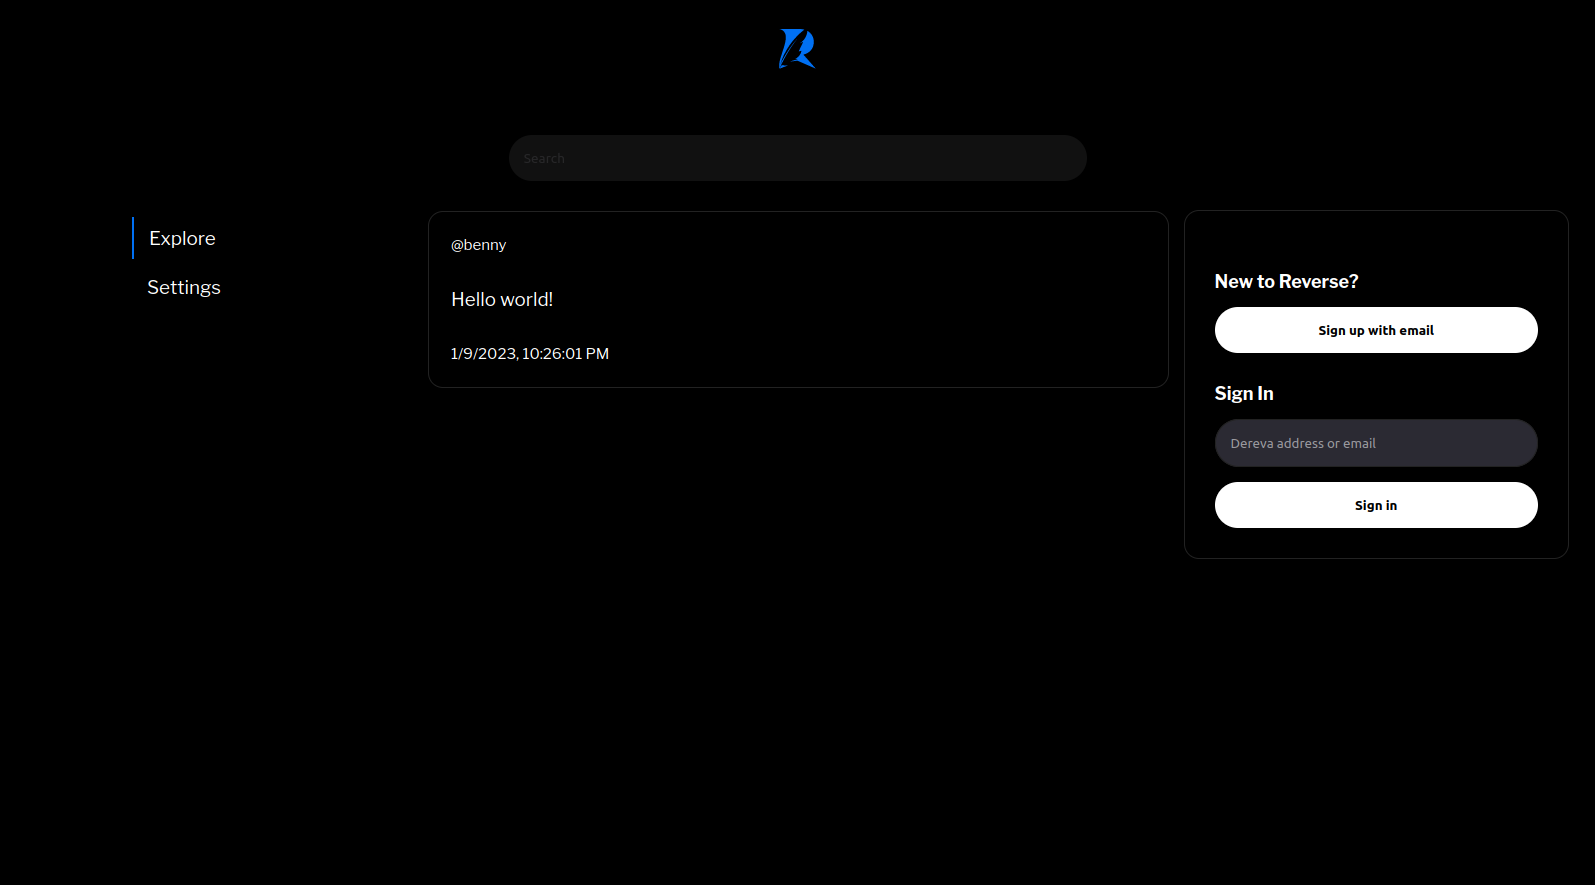 Search
Explore
Settings
@benny
Hello world!
1/9/2023, 10:26:01 PM
New to Reverse?
Sign up with email
Sign In
Dereva address or email
Sign in